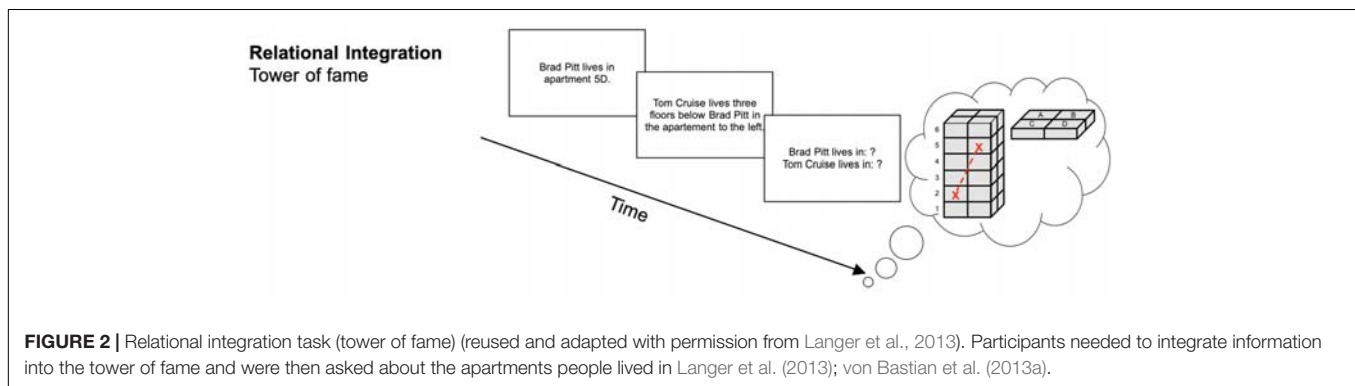 Relational Integration
Tower of fame
Brad Pitt lives in
apartment 5D.
Tom Cruise lives three
floors below Brad Pitt in
the apartement to the left.
Brad Pitt lives in: ?
Tom Cruise lives in: ?
Time
6
5
4
3
2
1
X
X
A B
C D
FIGURE 2 | Relational integration task (tower of fame) (reused and adapted with permission from Langer et al., 2013). Participants needed to integrate information
into the tower of fame and were then asked about the apartments people lived in Langer et al. (2013); von Bastian et al. (2013a).